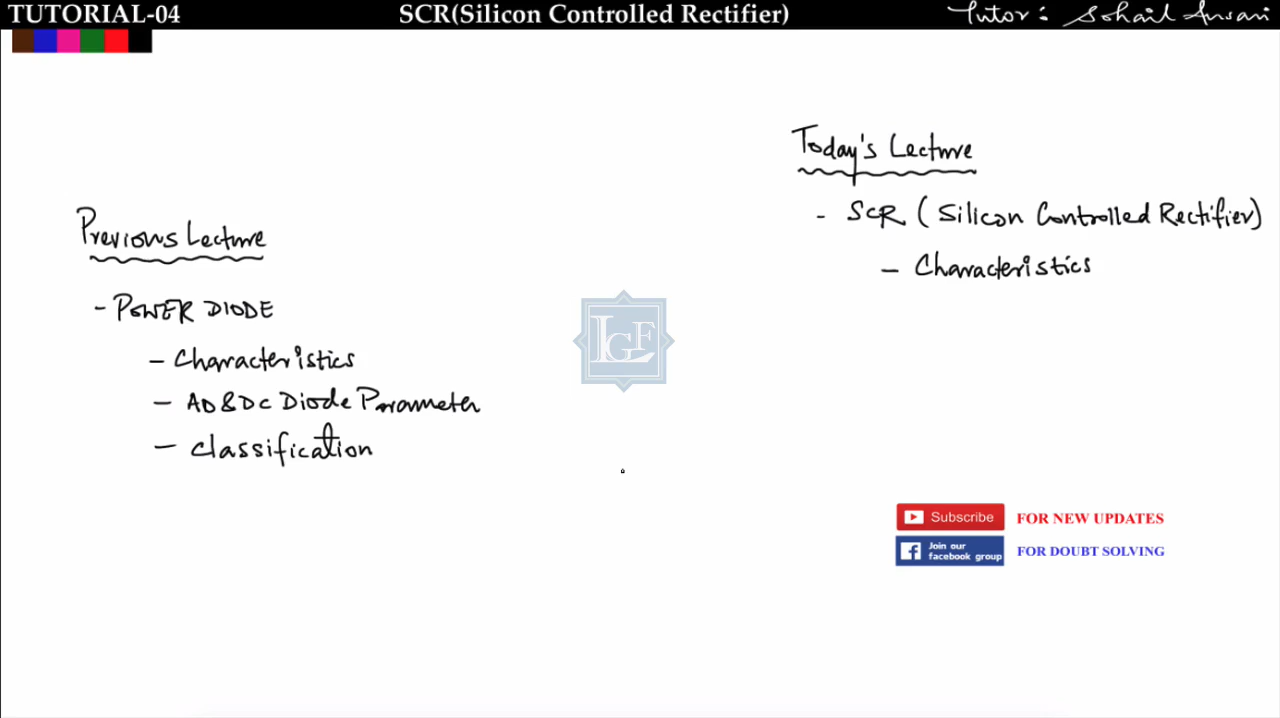 TUTORIAL-04
SCR(Silicon Controlled Rectifier)
Tutor: Sohail Ansari
Previous Lecture
- POWER DIODE
- Characteristics
- AD & DC Diode Parameter
- Classification
Today's Lecture
- SCR (Silicon Controlled Rectifier)
- Characteristics
LGF
Subscribe FOR NEW UPDATES
Join our
facebook group
FOR DOUBT SOLVING